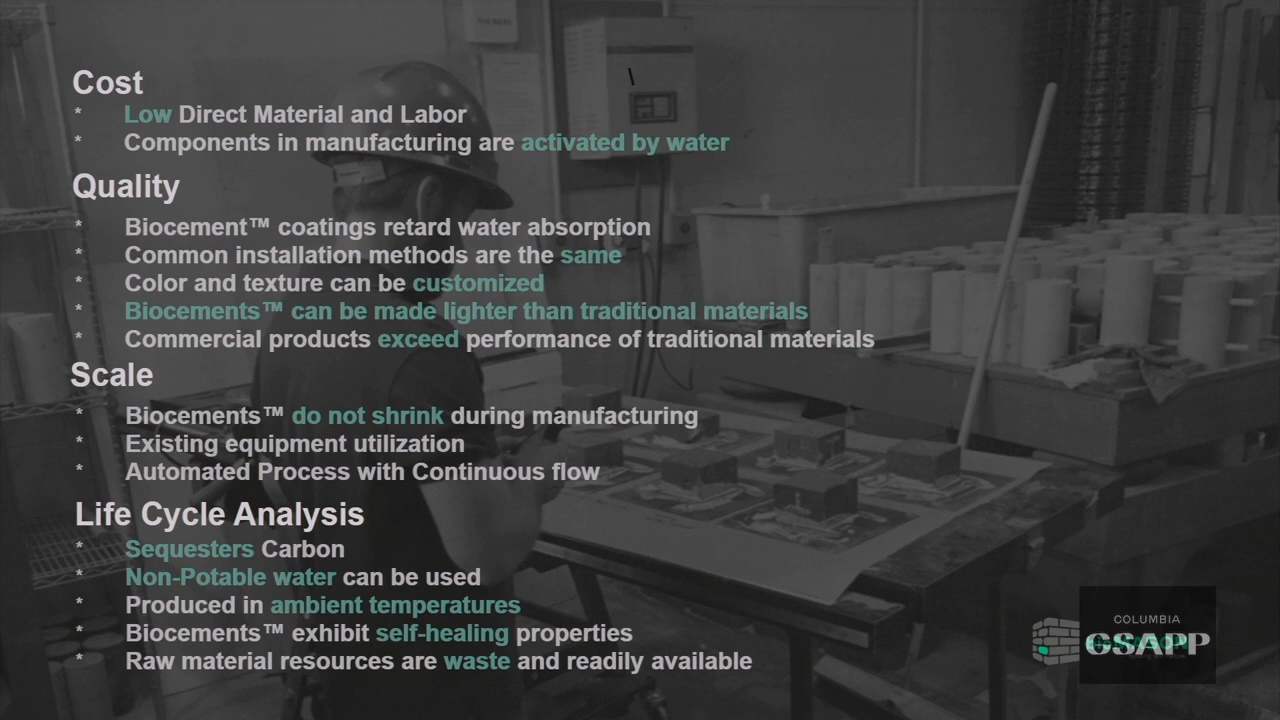 Cost
* Low Direct Material and Labor
* Components in manufacturing are activated by water
Quality
* Biocement™ coatings retard water absorption
* Common installation methods are the same
* Color and texture can be customized
* Biocements™ can be made lighter than traditional materials
* Commercial products exceed performance of traditional materials
Scale
* Biocements™ do not shrink during manufacturing
* Existing equipment utilization
* Automated Process with Continuous flow
Life Cycle Analysis
* Sequesters Carbon
* Non-Potable water can be used
* Produced in ambient temperatures
* Biocements™ exhibit self-healing properties
* Raw material resources are waste and readily available
COLUMBIA
GSAPP